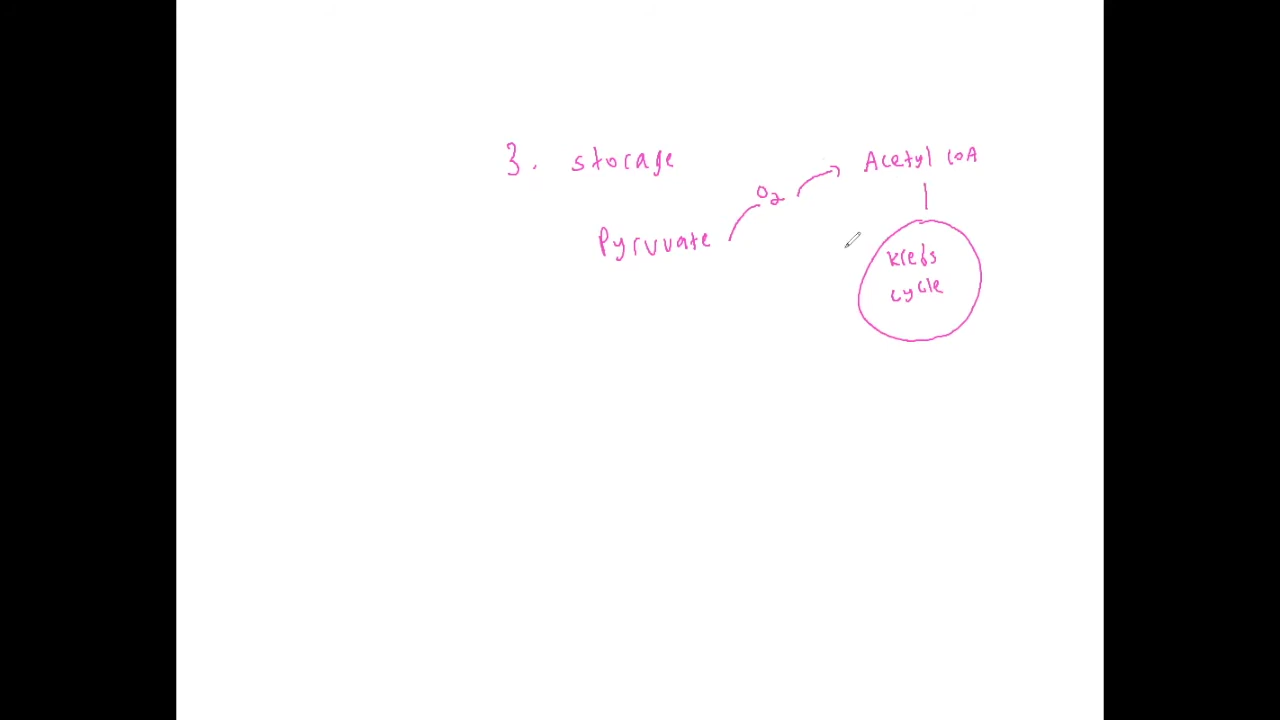 3. storage
Acetyl coA
O2
Pyruvate
Krebs
cycle